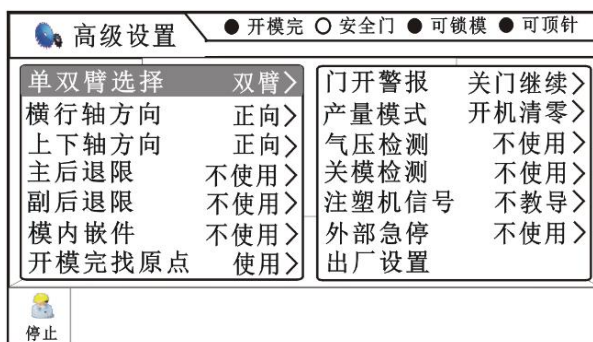 高级设置 ● 开模完 ○ 安全门 ● 可锁模 ● 可顶针
单双臂选择 双臂>
横行轴方向 正向>
上下轴方向 正向>
主后退限 不使用>
副后退限 不使用>
模内嵌件 不使用>
开模完找原点 使用>
门开警报 关门继续>
产量模式 开机清零>
气压检测 不使用>
关模检测 不使用>
注塑机信号 不教导>
外部急停 不使用>
出厂设置
停止